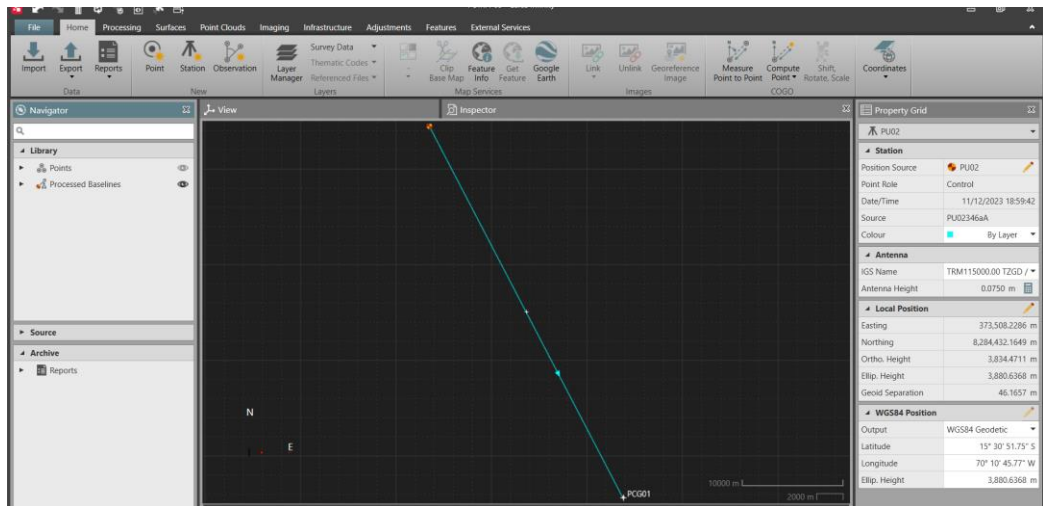 File Home Processing Surfaces Point Clouds Imaging Infrastructure Adjustments Features External Services
Import Export Reports Point Station Observation Layer Manager Survey Data Thematic Codes Referenced Files Clip Base Map Feature Info Get Feature Google Earth Link Unlink Georeference Image Measure Point to Point Compute Point Shift, Rotate, Scale Coordinates
Data New Layers Map Services Images COGO
Navigator
Library
Points
Processed Baselines
Source
Archive
Reports
View Inspector
N
E
PCG01
10000 m
2000 m
Property Grid
PU02
Station
Position Source PU02
Point Role Control
Date/Time 11/12/2023 18:59:42
Source PU02346aA
Colour By Layer
Antenna
IGS Name TRM115000.00 TZGD /
Antenna Height 0.0750 m
Local Position
Easting 373,508.2286 m
Northing 8,284,432.1649 m
Ortho. Height 3,834.4711 m
Ellip. Height 3,880.6368 m
Geoid Separation 46.1657 m
WGS84 Position
Output WGS84 Geodetic
Latitude 15° 30' 51.75" S
Longitude 70° 10' 45.77" W
Ellip. Height 3,880.6368 m